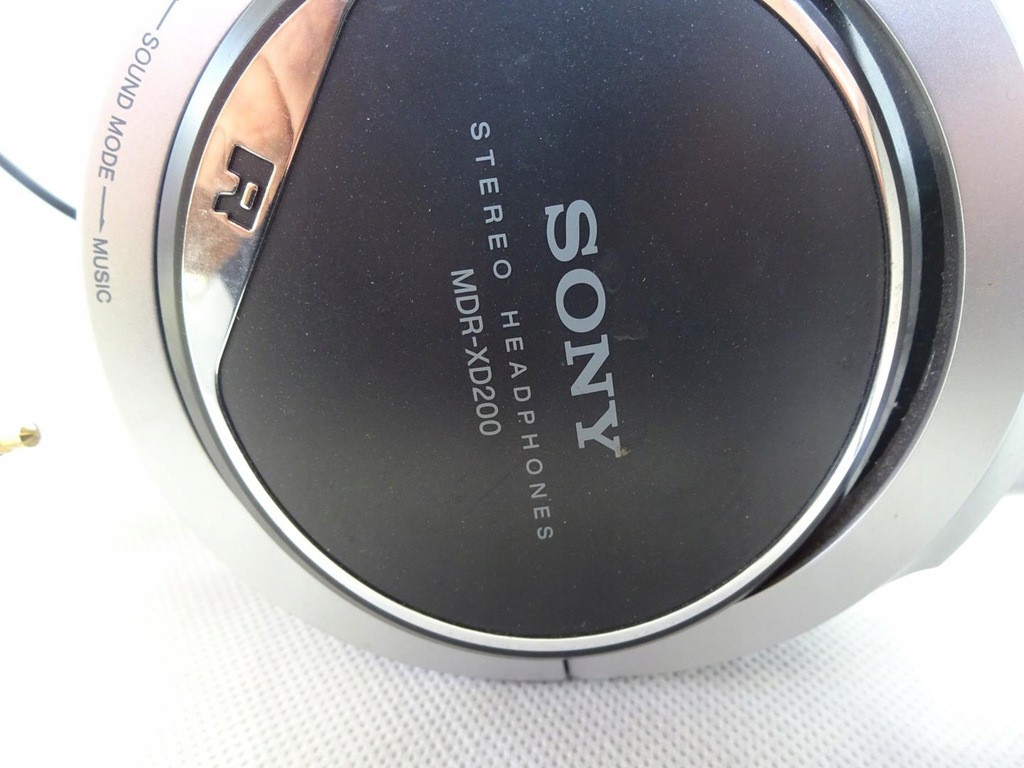 SONY
STEREO HEADPHONES
MDR-XD200
R
SOUND MODE
MUSIC